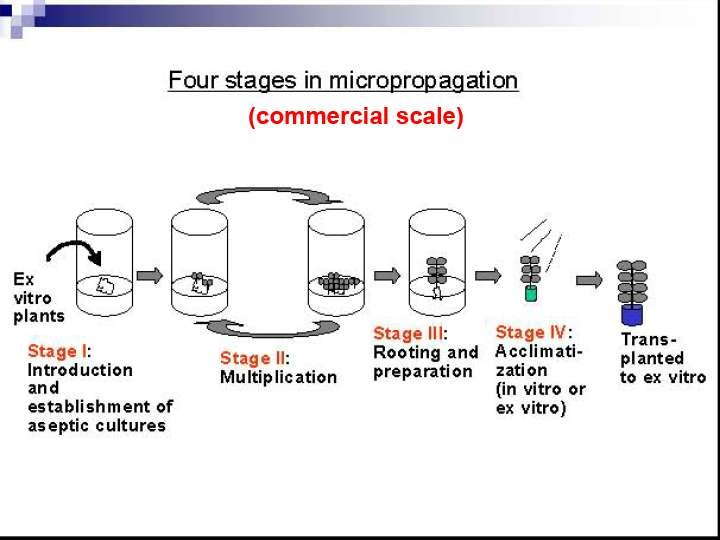 Four stages in micropropagation
(commercial scale)
Ex
vitro
plants
Stage I:
Introduction
and
establishment of
aseptic cultures
Stage II:
Multiplication
Stage III:
Rooting and
preparation
Stage IV:
Acclimati-
zation
(in vitro or
ex vitro)
Trans-
planted
to ex vitro